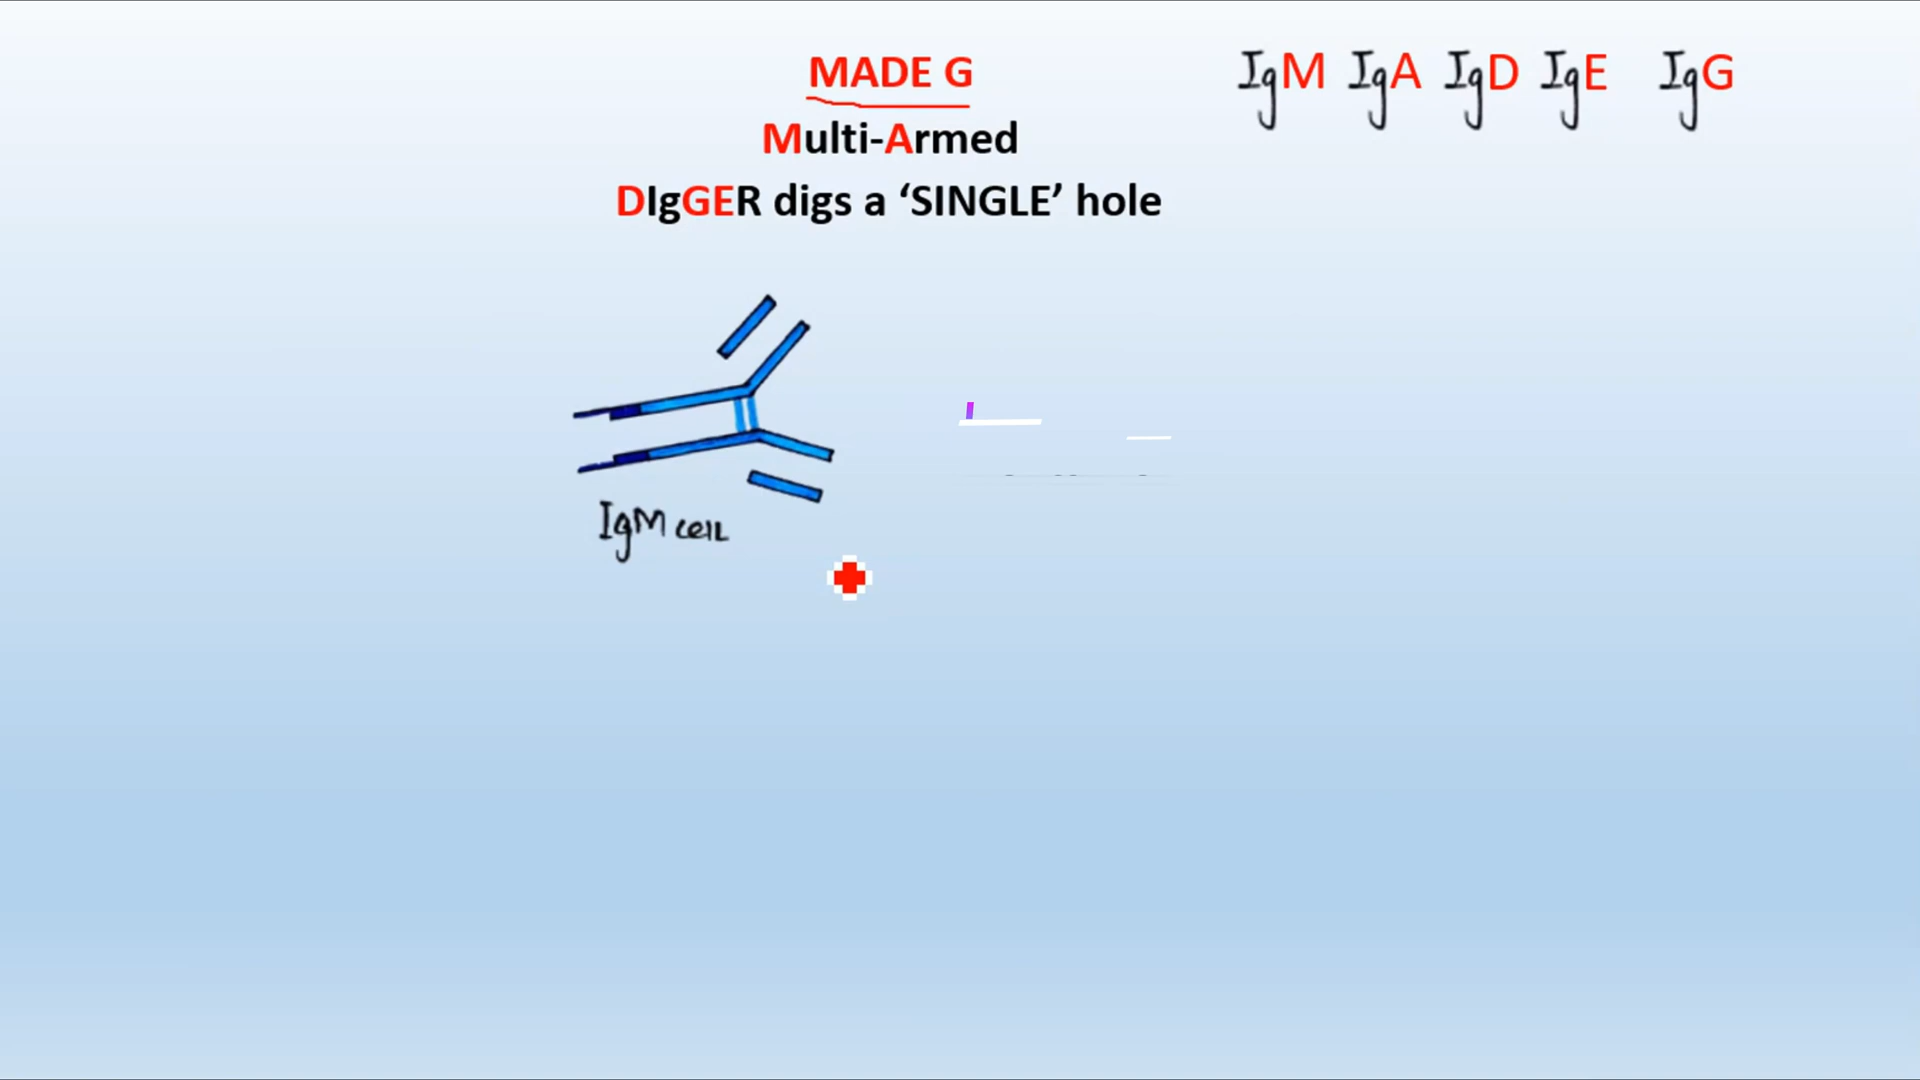 MADE G
IgM IgA IgD IgE IgG
Multi-Armed
DIgGER digs a ‘SINGLE’ hole
IgM cell